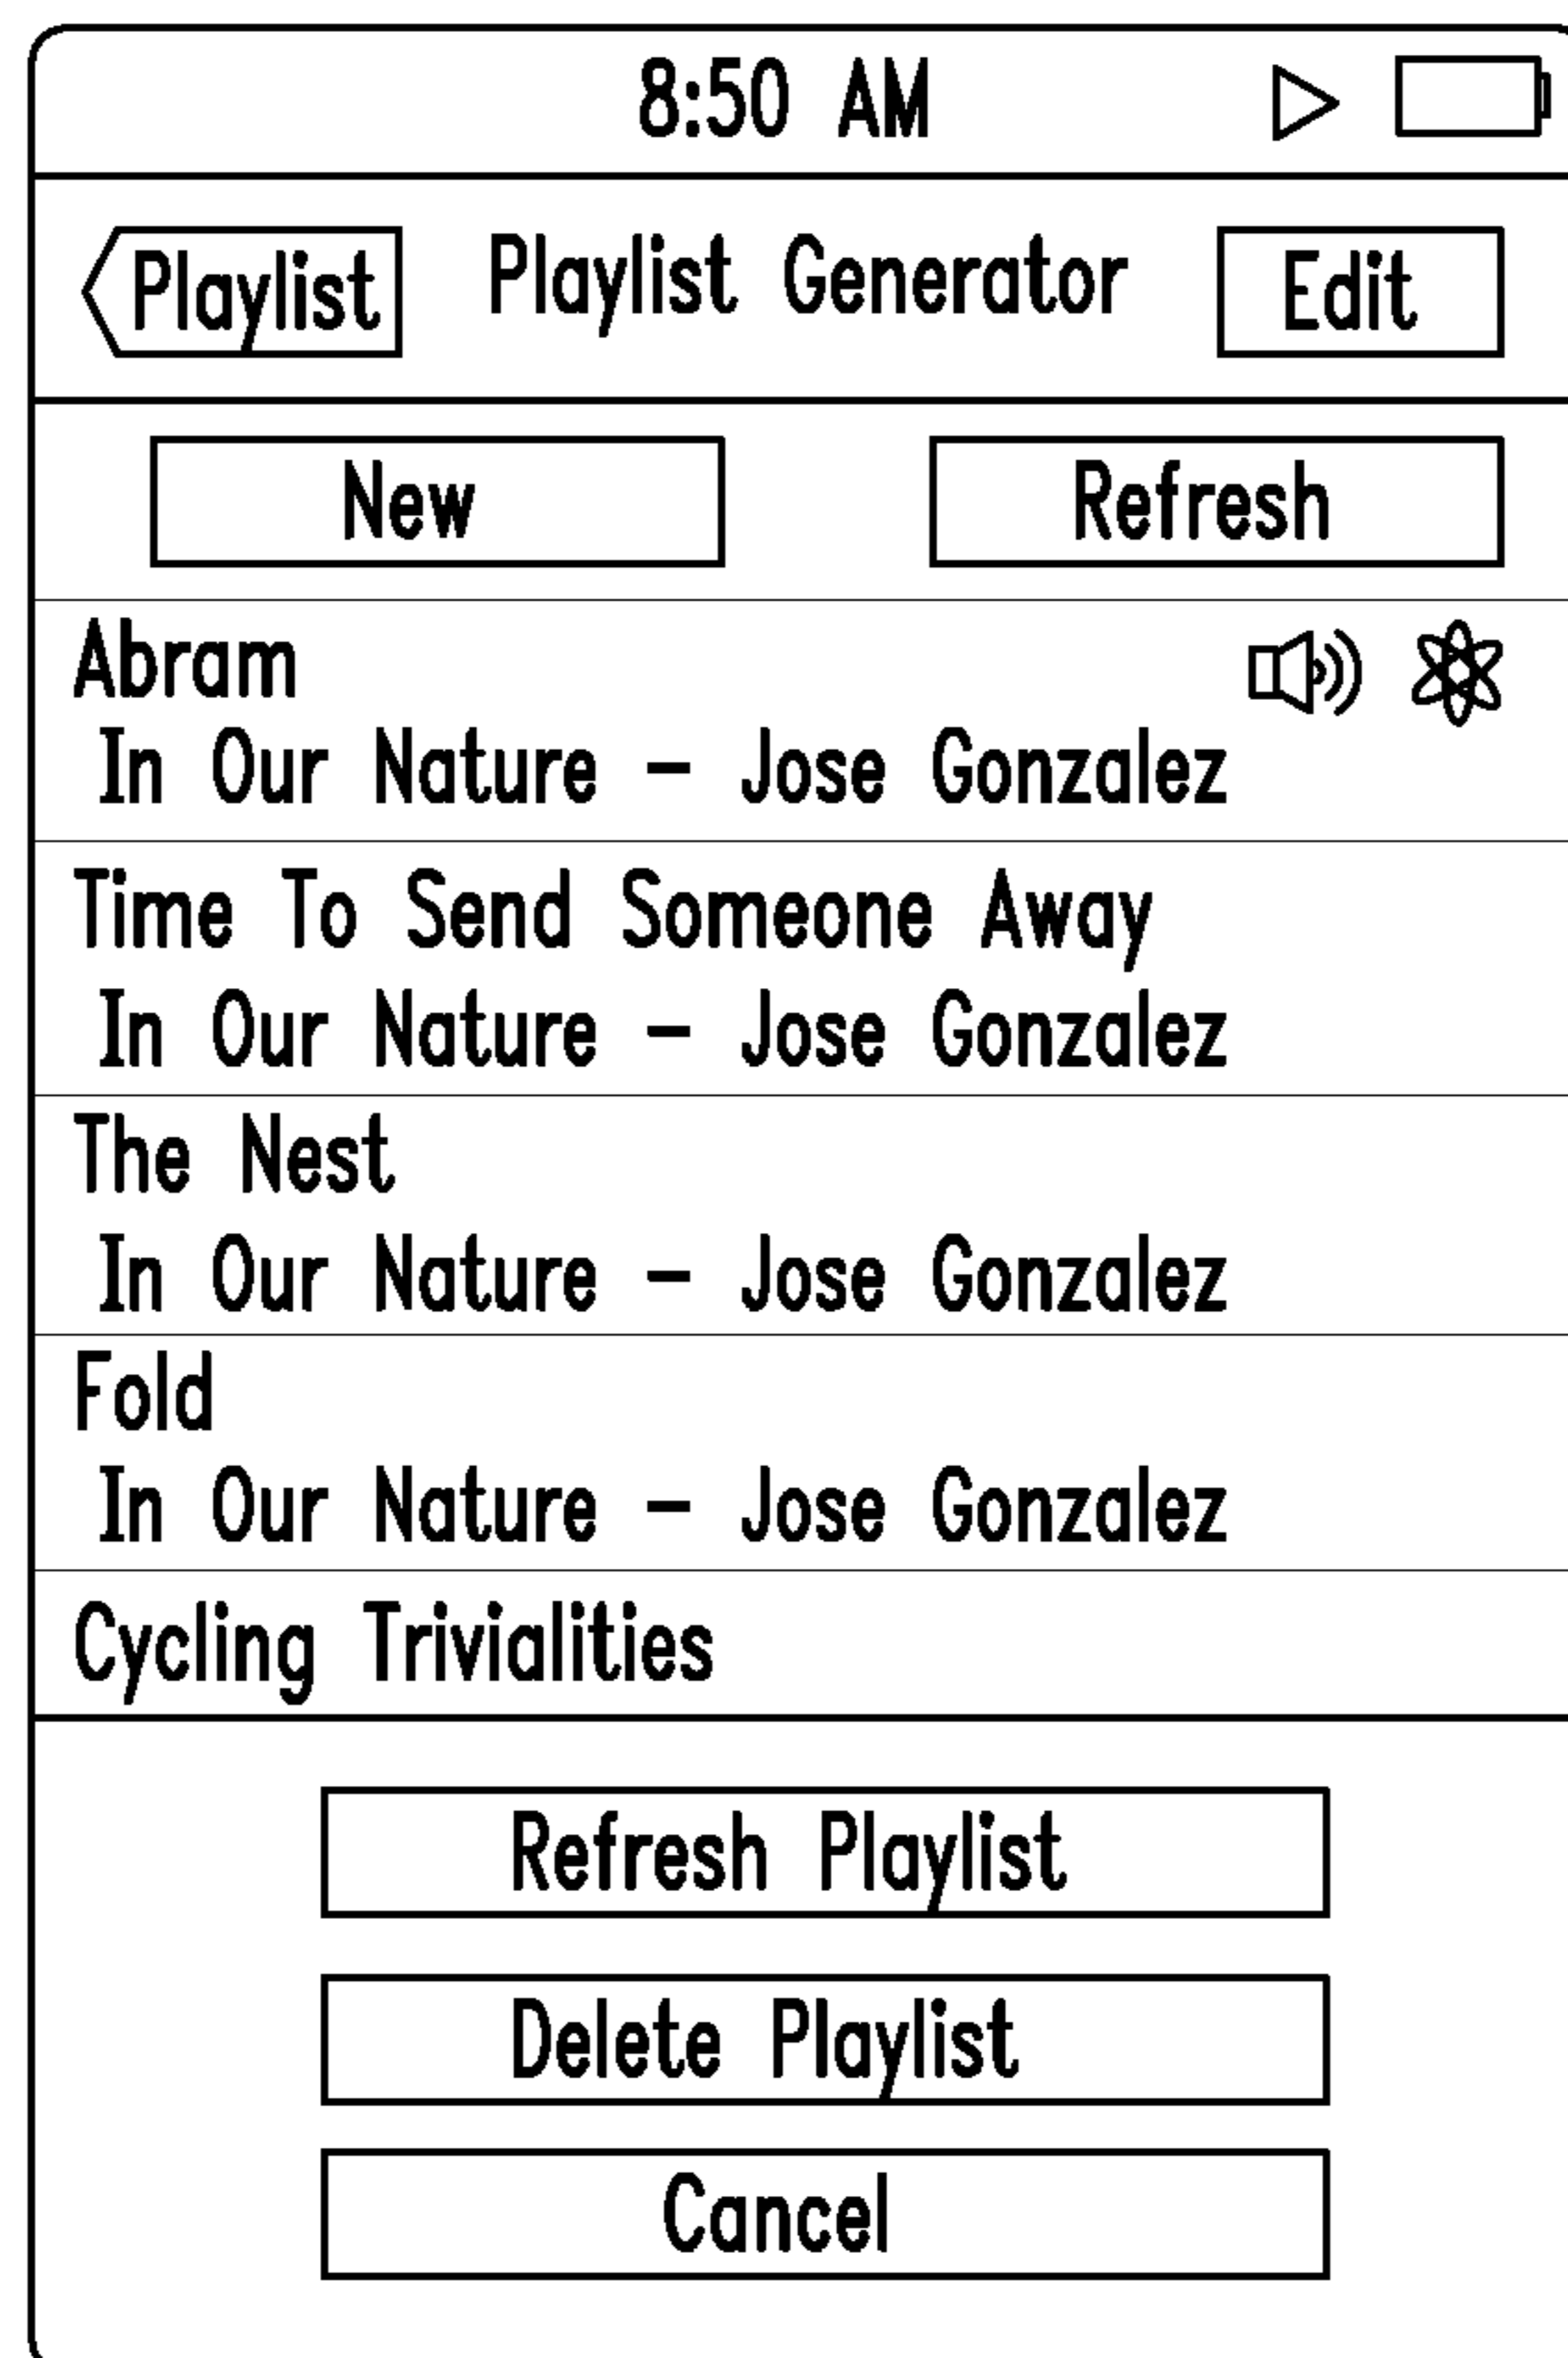 8:50 AM
Playlist Playlist Generator Edit
New Refresh
Abram
In Our Nature - Jose Gonzalez
Time To Send Someone Away
In Our Nature - Jose Gonzalez
The Nest
In Our Nature - Jose Gonzalez
Fold
In Our Nature - Jose Gonzalez
Cycling Trivialities
Refresh Playlist
Delete Playlist
Cancel